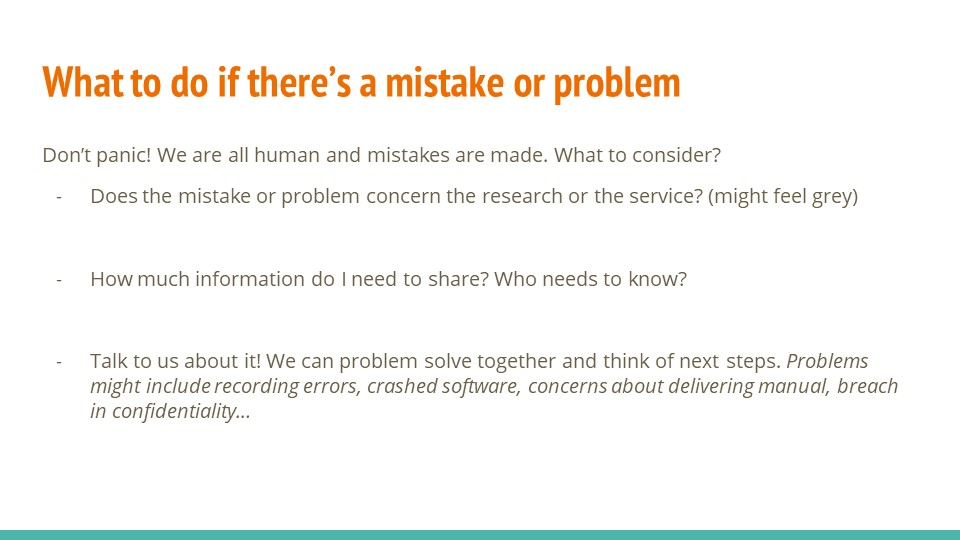 What to do if there’s a mistake or problem
Don’t panic! We are all human and mistakes are made. What to consider?
- Does the mistake or problem concern the research or the service? (might feel grey)
- How much information do I need to share? Who needs to know?
- Talk to us about it! We can problem solve together and think of next steps. Problems
might include recording errors, crashed software, concerns about delivering manual, breach
in confidentiality…